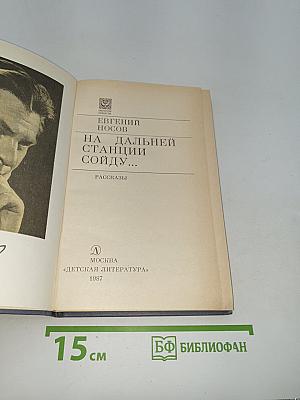 ЕВГЕНИЙ
НОСОВ
НА ДАЛЬНЕЙ
СТАНЦИИ
СОЙДУ...
РАССКАЗЫ
МОСКВА
«ДЕТСКАЯ ЛИТЕРАТУРА»
1987
15 см
БФ БИБЛИОФАН